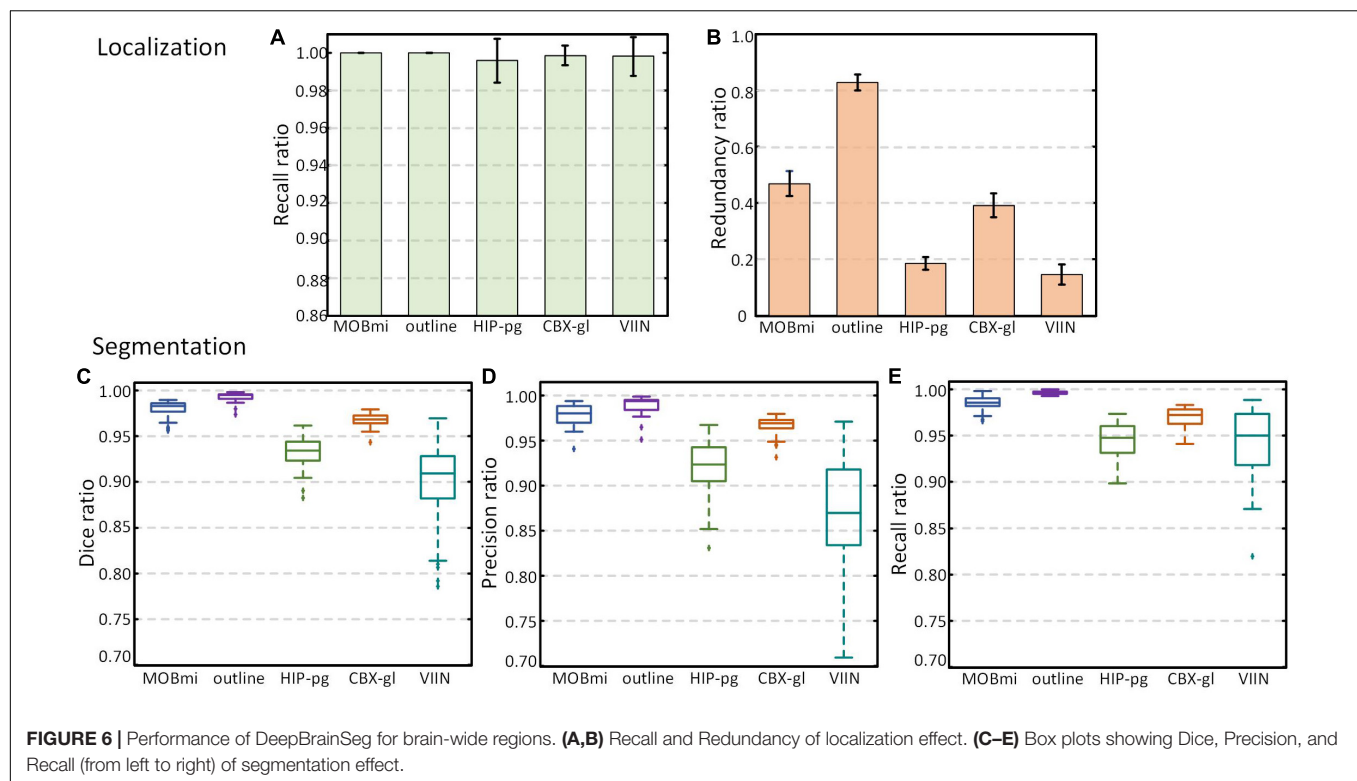 Localization
A
Recall ratio
1.00
0.98
0.96
0.94
0.92
0.90
0.88
0.86
MOBmi outline HIP-pg CBX-gl VIIN
B
Redundancy ratio
1.0
0.8
0.6
0.4
0.2
0
MOBmi outline HIP-pg CBX-gl VIIN
Segmentation
C
Dice ratio
1.00
0.95
0.90
0.85
0.80
0.75
0.70
MOBmi outline HIP-pg CBX-gl VIIN
D
Precision ratio
1.00
0.95
0.90
0.85
0.80
0.75
0.70
MOBmi outline HIP-pg CBX-gl VIIN
E
Recall ratio
1.00
0.95
0.90
0.85
0.80
0.75
0.70
MOBmi outline HIP-pg CBX-gl VIIN
FIGURE 6 | Performance of DeepBrainSeg for brain-wide regions. (A,B) Recall and Redundancy of localization effect. (C–E) Box plots showing Dice, Precision, and
Recall (from left to right) of segmentation effect.